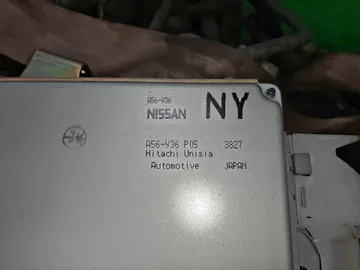 A56-V36
NISSAN NY
A56-V36 P05 3827
Hitachi Unisia
Automotive JAPAN